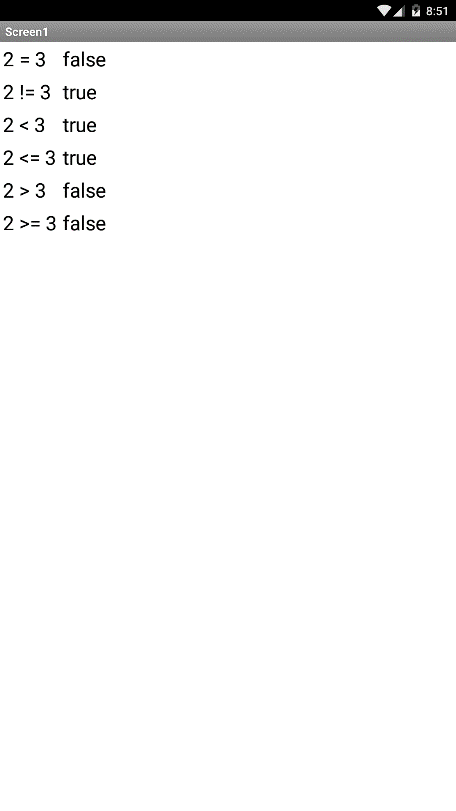 8:51
Screen1
2 = 3 false
2 != 3 true
2 < 3 true
2 <= 3 true
2 > 3 false
2 >= 3 false